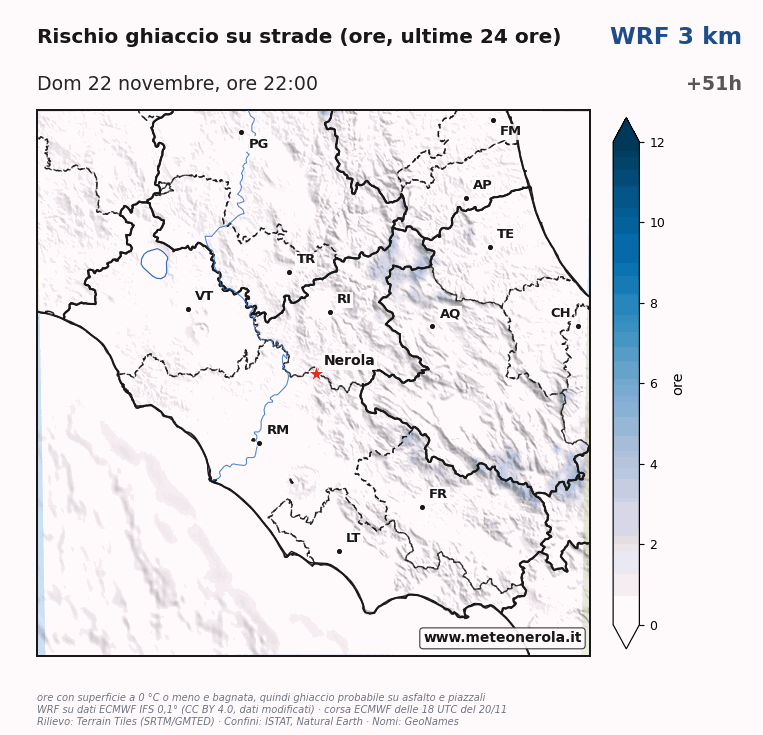 Rischio ghiaccio su strade (ore, ultime 24 ore)
WRF 3 km
Dom 22 novembre, ore 22:00
+51h
FM
PG
AP
TE
TR
VT
RI
AQ
CH
Nerola
RM
FR
LT
www.meteonerola.it
12
10
8
6
4
2
0
ore
ore con superficie a 0 °C o meno e bagnata, quindi ghiaccio probabile su asfalto e piazzali
WRF su dati ECMWF IFS 0,1° (CC BY 4.0, dati modificati) · corsa ECMWF delle 18 UTC del 20/11
Rilievo: Terrain Tiles (SRTM/GMTED) · Confini: ISTAT, Natural Earth · Nomi: GeoNames